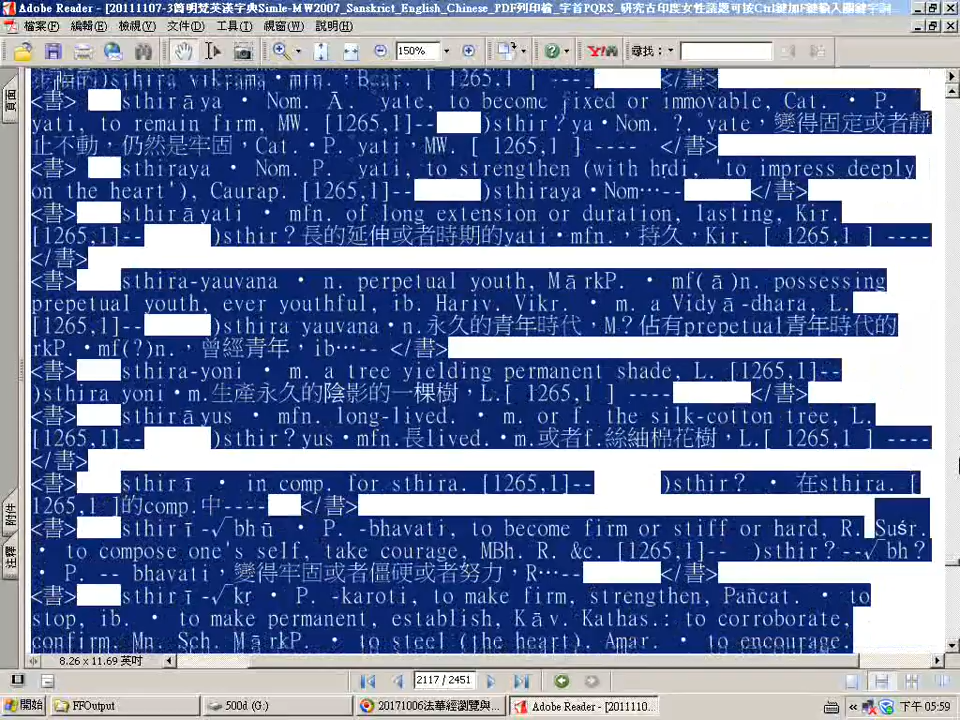 Adobe Reader - [20111107-3簡明梵英漢字典Simle-MW2007_Sanskrict_English_Chinese_PDF列印檔_字首PQRS_研究古印度女性議題可按Ctrl鍵加F鍵輸入關鍵字詞
檔案(F) 編輯(E) 檢視(V) 文件(D) 工具(T) 視窗(W) 說明(H)
150% Y! 尋找：
頁面
)sthira vikrama·mfn.，Bgar. [ 1265,1 ] ---- </書>
<書> sthirāya · Nom. Ā. yate, to become fixed or immovable, Cat. · P.
yati, to remain firm, MW. [1265,1]-- )sthir？ya·Nom. ?，yate，變得固定或者靜
止不動，仍然是牢固，Cat.·P. yati，MW. [ 1265,1 ] ---- </書>
<書> sthiraya · Nom. P. yati, to strengthen (with hṛdi, to impress deeply
on the heart'), Caurap. [1265,1]-- )sthiraya·Nom…-- </書>
<書> sthirāyati · mfn. of long extension or duration, lasting, Kir.
[1265,1]-- )sthir？長的延伸或者時期的yati·mfn.，持久，Kir. [ 1265,1 ] ----
</書>
<書> sthira-yauvana · n. perpetual youth, MārkP. · mf(ā)n. possessing
prepetual youth, ever youthful, ib. Hariv. Vikr. · m. a Vidyā-dhara, L.
[1265,1]-- )sthira yauvana·n.永久的青年時代，M？佔有prepetual青年時代的
rkP.·mf(?)n.，曾經青年，ib…-- </書>
<書> sthira-yoni · m. a tree yielding permanent shade, L. [1265,1]--
)sthira yoni·m.生產永久的陰影的一棵樹，L.[ 1265,1 ] ---- </書>
<書> sthirāyus · mfn. long-lived. · m. or f. the silk-cotton tree, L.
[1265,1]-- )sthir？yus·mfn.長lived.·m.或者f.絲紬棉花樹，L.[ 1265,1 ] ----
</書>
<書> sthirī · in comp. for sthira. [1265,1]-- )sthir？ · 在sthira. [
1265,1 ]的comp.中---- </書>
<書> sthirī-√bhū · P. -bhavati, to become firm or stiff or hard, R. Suśr.
· to compose one's self, take courage, MBh. R. &c. [1265,1]-- )sthir？--√bh？
· P. -- bhavati，變得牢固或者僵硬或者努力，R…-- </書>
<書> sthirī-√kṛ · P. -karoti, to make firm, strengthen, Pañcat. · to
stop, ib. · to make permanent, establish, Kāv. Kathas.: to corroborate,
confirm. Mn. Sch. MārkP. · to steel (the heart). Amar. · to encourage.
附件
注釋
8.26 x 11.69 英吋
2117 / 2451
開始 FFOutput 500d (G:) 20171006法華經瀏覽與... Adobe Reader - [2011110... 下午 05:59